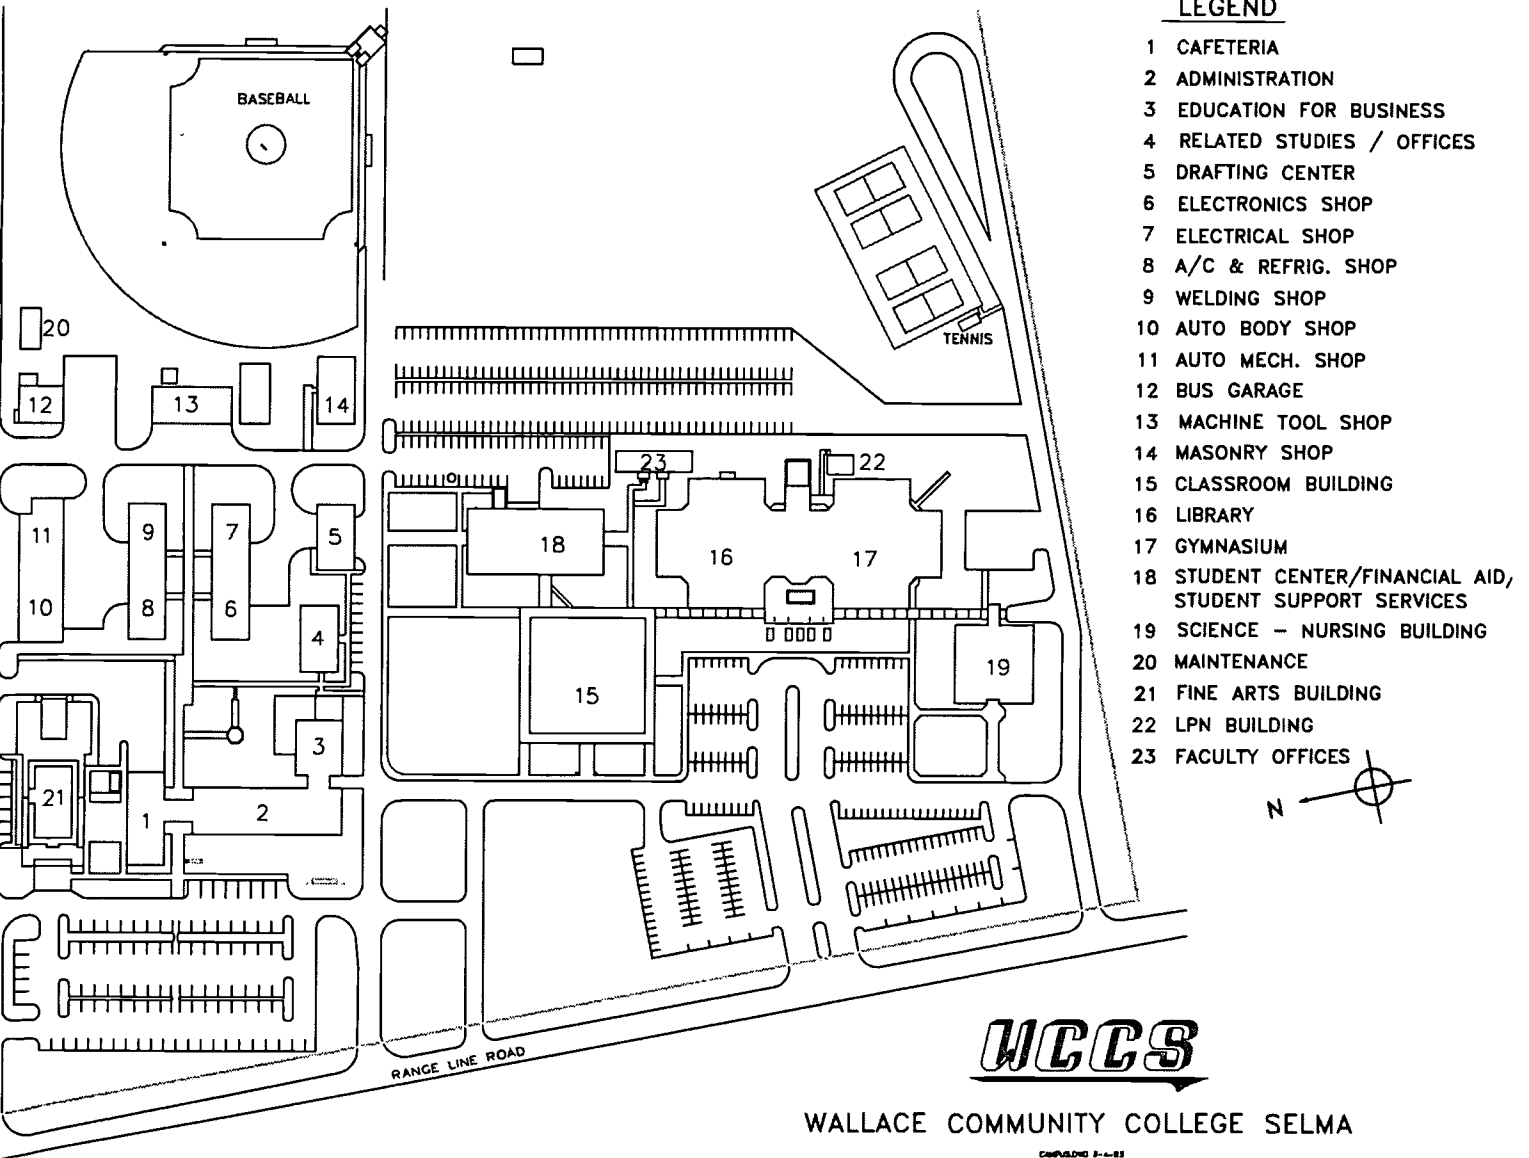 LEGEND
1 CAFETERIA
2 ADMINISTRATION
3 EDUCATION FOR BUSINESS
4 RELATED STUDIES / OFFICES
5 DRAFTING CENTER
6 ELECTRONICS SHOP
7 ELECTRICAL SHOP
8 A/C & REFRIG. SHOP
9 WELDING SHOP
10 AUTO BODY SHOP
11 AUTO MECH. SHOP
12 BUS GARAGE
13 MACHINE TOOL SHOP
14 MASONRY SHOP
15 CLASSROOM BUILDING
16 LIBRARY
17 GYMNASIUM
18 STUDENT CENTER/FINANCIAL AID,
STUDENT SUPPORT SERVICES
19 SCIENCE – NURSING BUILDING
20 MAINTENANCE
21 FINE ARTS BUILDING
22 LPN BUILDING
23 FACULTY OFFICES
N
BASEBALL
TENNIS
20
12
13
14
23
22
11
9
7
5
18
16
17
10
8
6
4
19
15
3
21
1
2
RANGE LINE ROAD
WCCS
WALLACE COMMUNITY COLLEGE SELMA